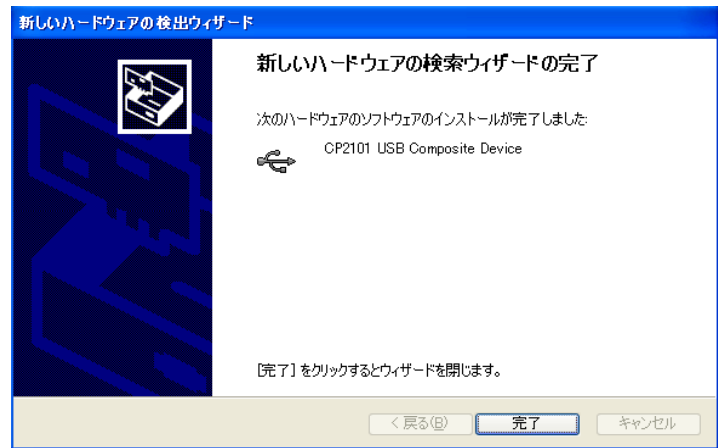 新しいハードウェアの検出ウィザード
新しいハードウェアの検索ウィザードの完了
次のハードウェアのソフトウェアのインストールが完了しました:
CP2101 USB Composite Device
[完了] をクリックするとウィザードを閉じます。
< 戻る(B)
完了
キャンセル